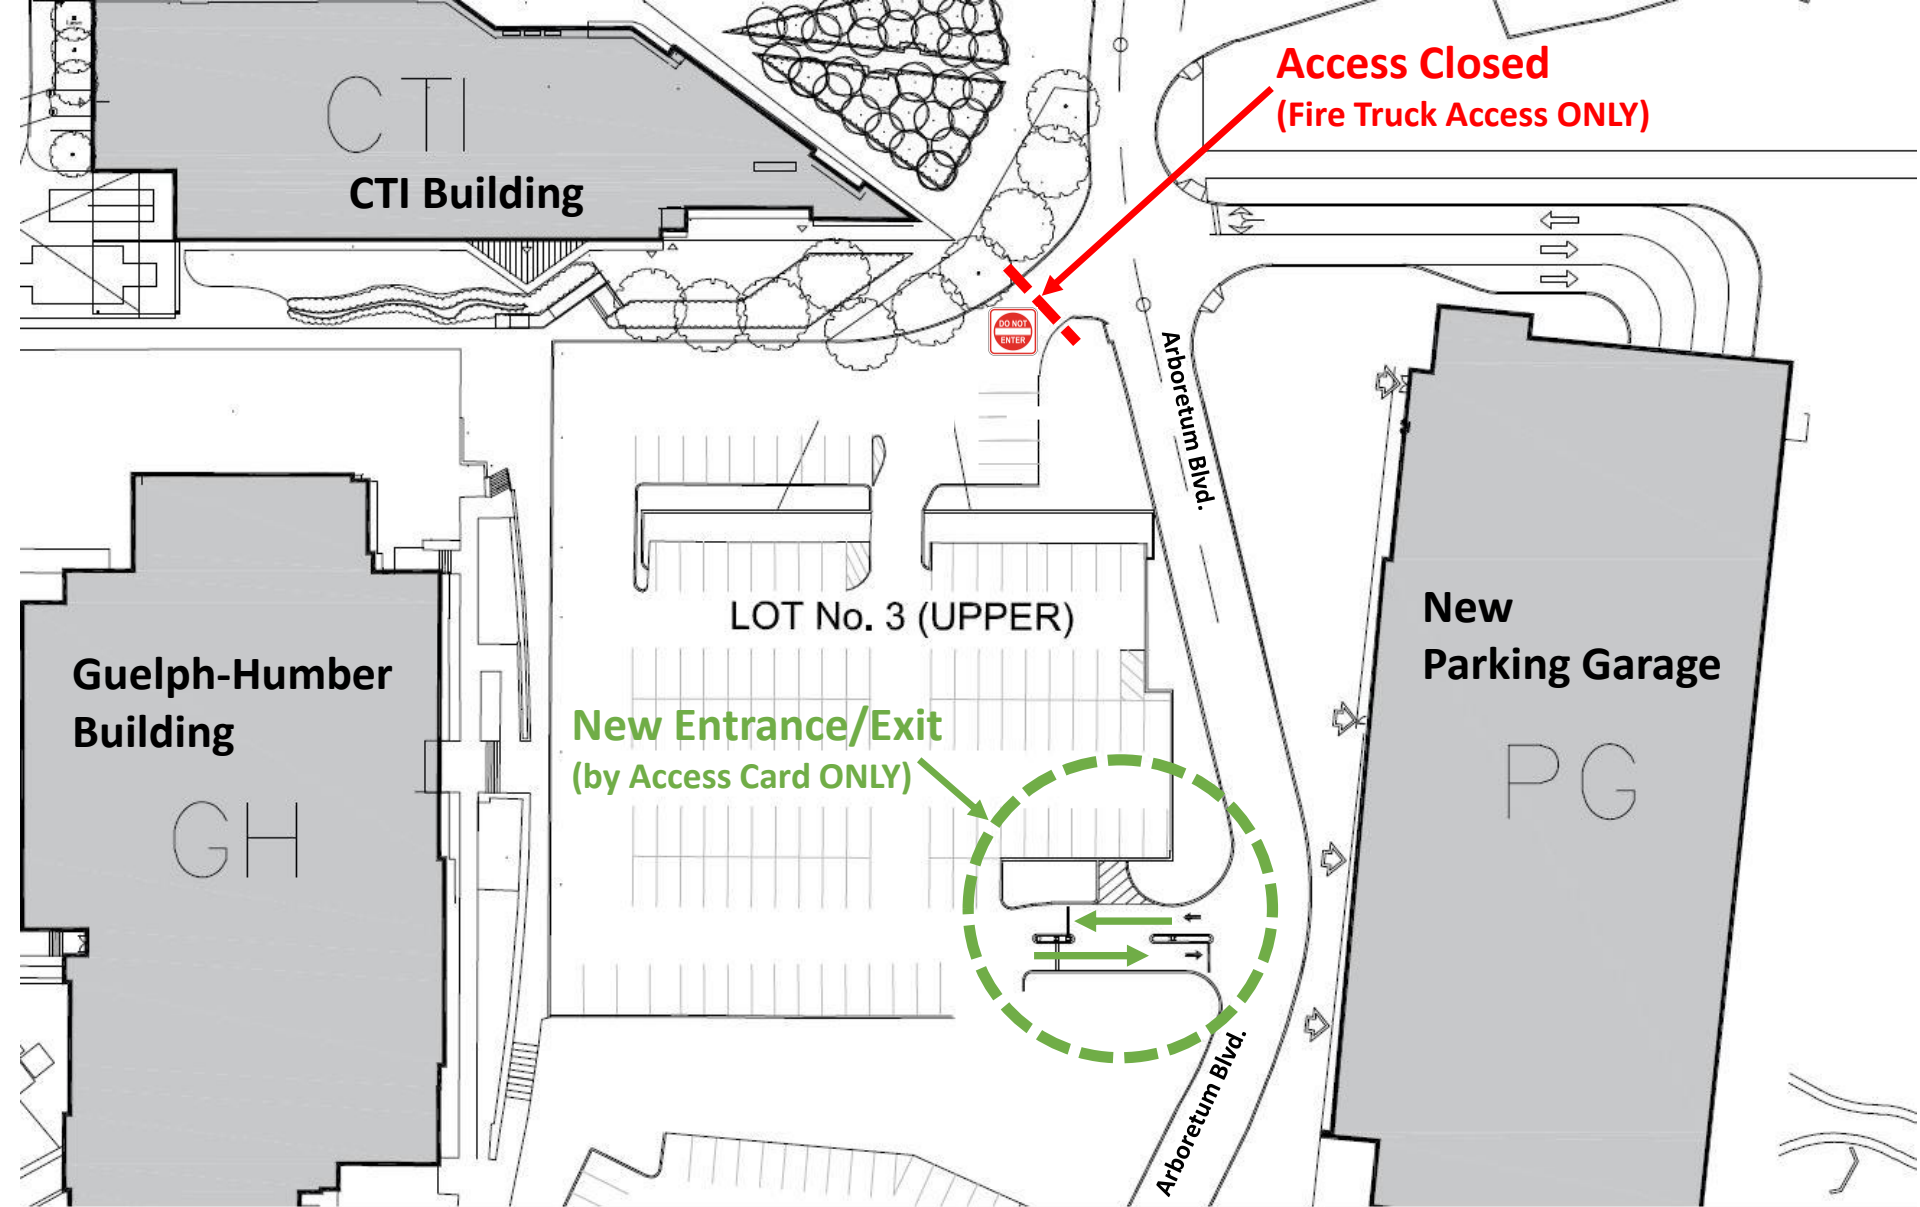 Access Closed
(Fire Truck Access ONLY)
CTI
CTI Building
DO NOT
ENTER
Arboretum Blvd.
LOT No. 3 (UPPER)
New
Parking Garage
Guelph-Humber
Building
New Entrance/Exit
(by Access Card ONLY)
PG
GH
Arboretum Blvd.